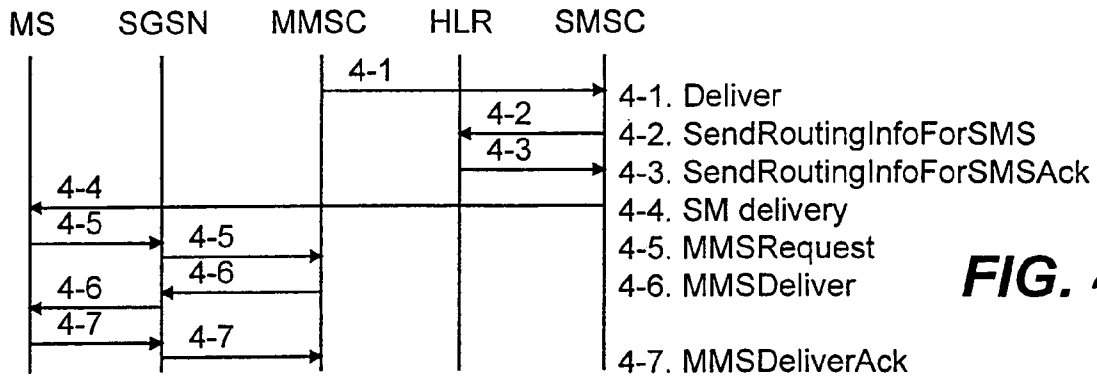 MS SGSN MMSC HLR SMSC
4-1
4-1. Deliver
4-2
4-2. SendRoutingInfoForSMS
4-3
4-3. SendRoutingInfoForSMSAck
4-4
4-4. SM delivery
4-5 4-5
4-5. MMSRequest
4-6 4-6
4-6. MMSDeliver
4-7 4-7
4-7. MMSDeliverAck
FIG. 4